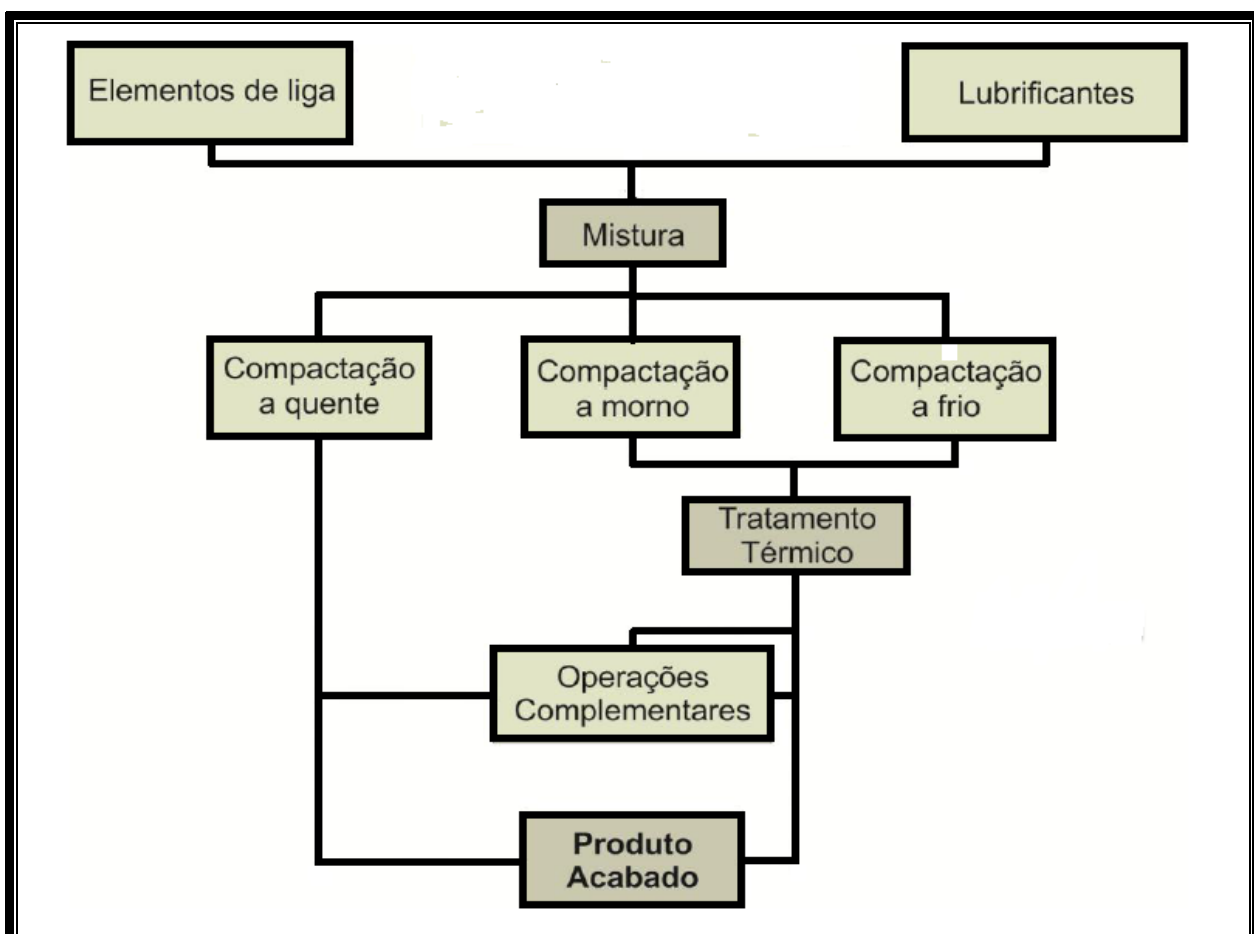 Elementos de liga
Lubrificantes
Mistura
Compactação
a quente
Compactação
a morno
Compactação
a frio
Tratamento
Térmico
Operações
Complementares
Produto
Acabado